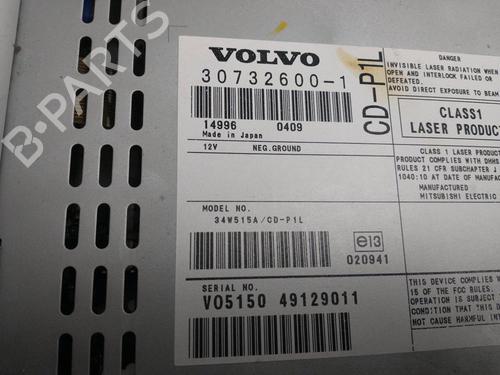 B-PARTS
VOLVO
30732600-1
14996 0409
Made in Japan
CD-P1L
12V NEG.GROUND
MODEL NO.
34W515A/CD-P1L
e13
020941
SERIAL NO.
V05150 49129011
DANGER
INVISIBLE LASER RADIATION WHEN
OPEN AND INTERLOCK FAILED OR
DEFEATED.
AVOID DIRECT EXPOSURE TO BEAM
CLASS1
LASER PRODUCT
CLASS 1 LASER PRODUCT
PRODUCT COMPLIES WITH DHHS
RULES 21 CFR SUBCHAPTER J
1040:10 AT DATE OF MANUFAC
MANUFACTURED
MITSUBISHI ELECTRIC
THIS DEVICE COMPLIES
15 OF THE FCC RULES.
OPERATION IS SUBJECT
CONDITION THAT THIS
NOT CAUSE HARMFUL